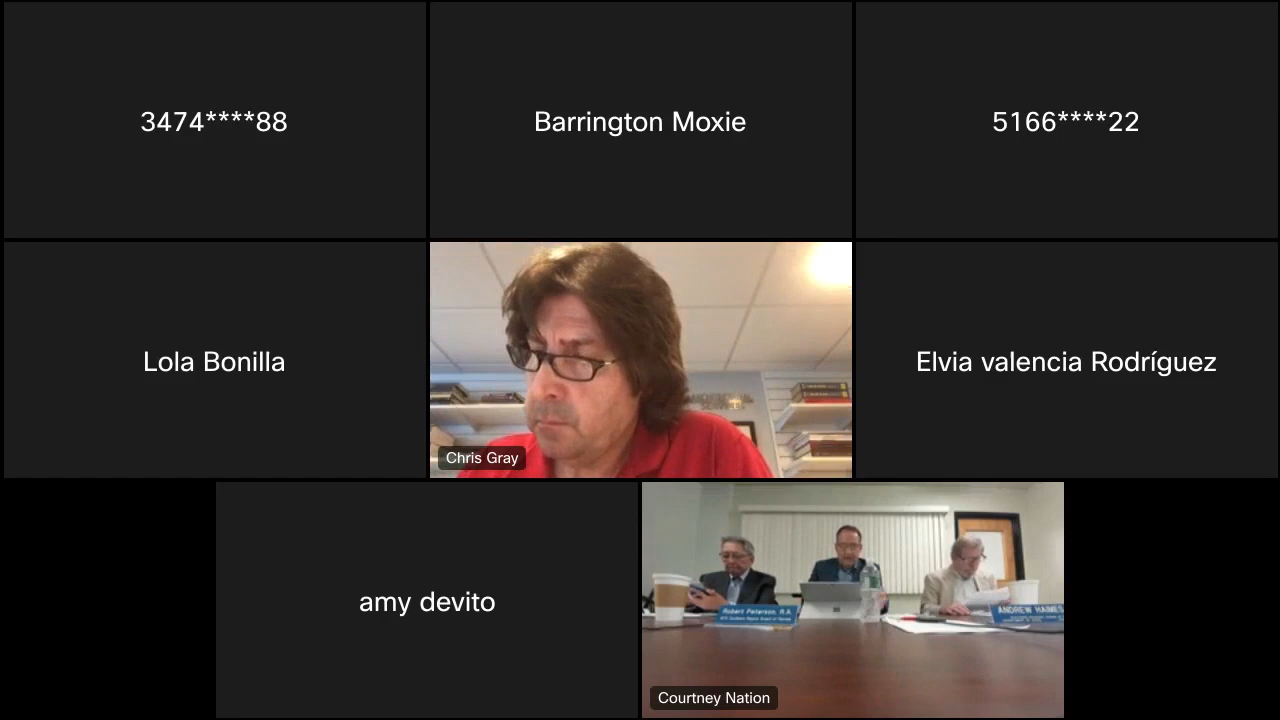 3474****88
Barrington Moxie
5166****22
Lola Bonilla
Chris Gray
Elvia valencia Rodríguez
amy devito
Robert Peterson, R.A.
ANDREW HAIMES
Courtney Nation